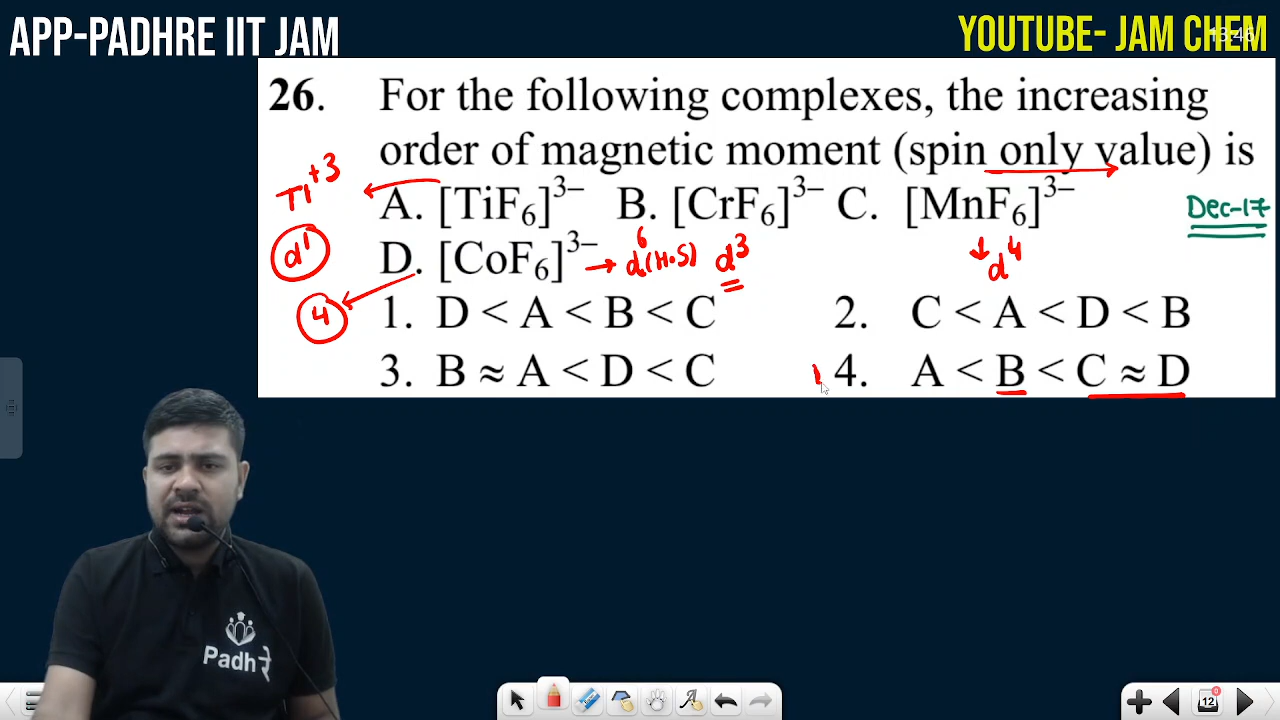 APP-PADHRE IIT JAM
YOUTUBE- JAM CHEM
26. For the following complexes, the increasing
order of magnetic moment (spin only value) is
Ti+3
A. [TiF6]3– B. [CrF6]3– C. [MnF6]3–
Dec-17
d1
D. [CoF6]3– → d6(H.S) d3
d4
4
1. D < A < B < C 2. C < A < D < B
3. B ≈ A < D < C 4. A < B < C ≈ D
Padhरे
12